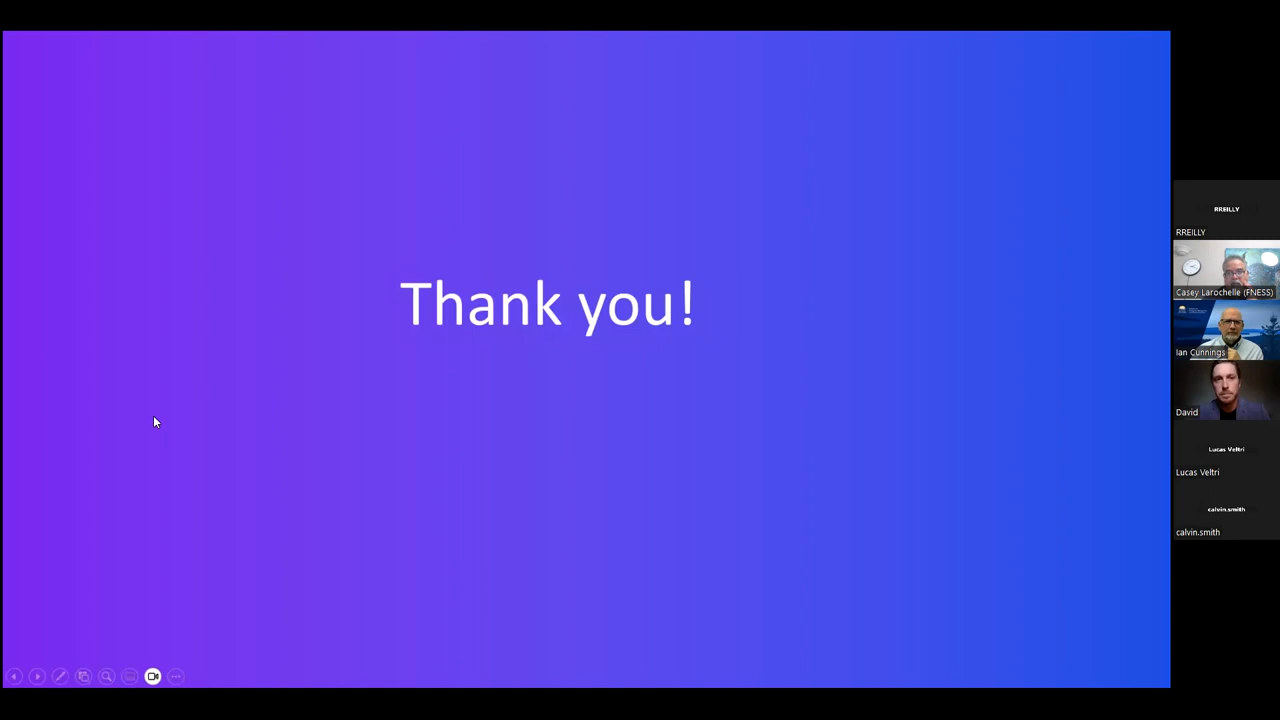 Thank you!
RREILLY
RREILLY
Casey Larochelle (FNESS)
Ian Cunnings
David
Lucas Veltri
Lucas Veltri
calvin.smith
calvin.smith